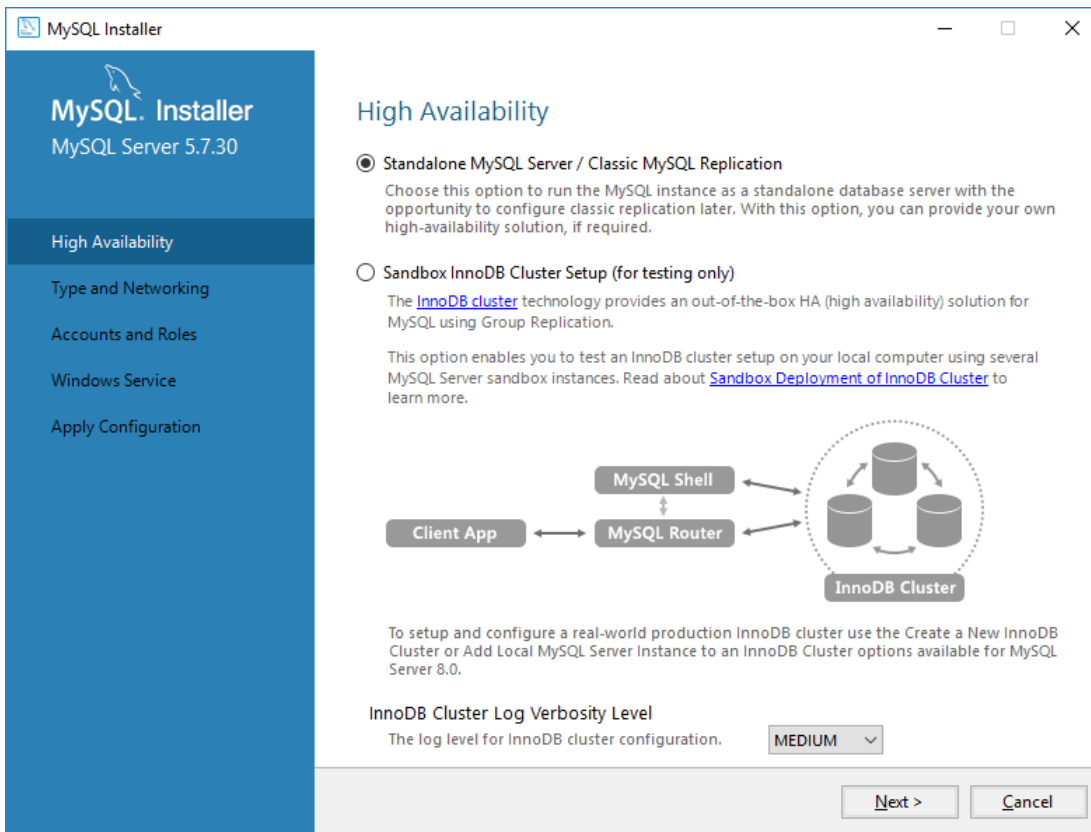 MySQL Installer
MySQL. Installer
MySQL Server 5.7.30
High Availability
Type and Networking
Accounts and Roles
Windows Service
Apply Configuration
High Availability
Standalone MySQL Server / Classic MySQL Replication
Choose this option to run the MySQL instance as a standalone database server with the
opportunity to configure classic replication later. With this option, you can provide your own
high-availability solution, if required.
Sandbox InnoDB Cluster Setup (for testing only)
The InnoDB cluster technology provides an out-of-the-box HA (high availability) solution for
MySQL using Group Replication.
This option enables you to test an InnoDB cluster setup on your local computer using several
MySQL Server sandbox instances. Read about Sandbox Deployment of InnoDB Cluster to
learn more.
MySQL Shell
Client App
MySQL Router
InnoDB Cluster
To setup and configure a real-world production InnoDB cluster use the Create a New InnoDB
Cluster or Add Local MySQL Server Instance to an InnoDB Cluster options available for MySQL
Server 8.0.
InnoDB Cluster Log Verbosity Level
The log level for InnoDB cluster configuration.
MEDIUM
Next >
Cancel